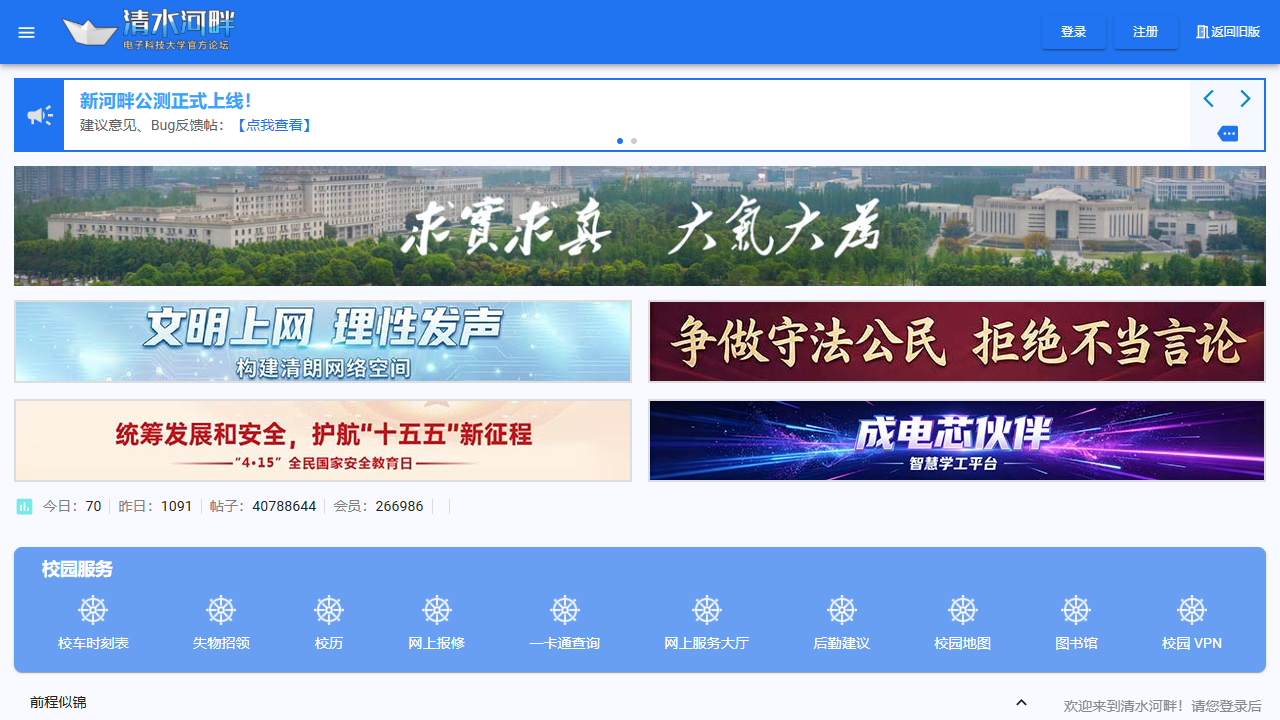 清水河畔
电子科技大学官方论坛
登录
注册
返回旧版
新河畔公测正式上线！
建议意见、Bug反馈帖：【点我查看】
求实求真 大气大为
文明上网 理性发声
构建清朗网络空间
争做守法公民 拒绝不当言论
统筹发展和安全，护航“十五五”新征程
“4·15” 全民国家安全教育日
成电芯伙伴
智慧学工平台
今日：70 昨日：1091 帖子：40788644 会员：266986
校园服务
校车时刻表 失物招领 校历 网上报修 一卡通查询 网上服务大厅 后勤建议 校园地图 图书馆 校园 VPN
前程似锦
欢迎来到清水河畔！请您登录后